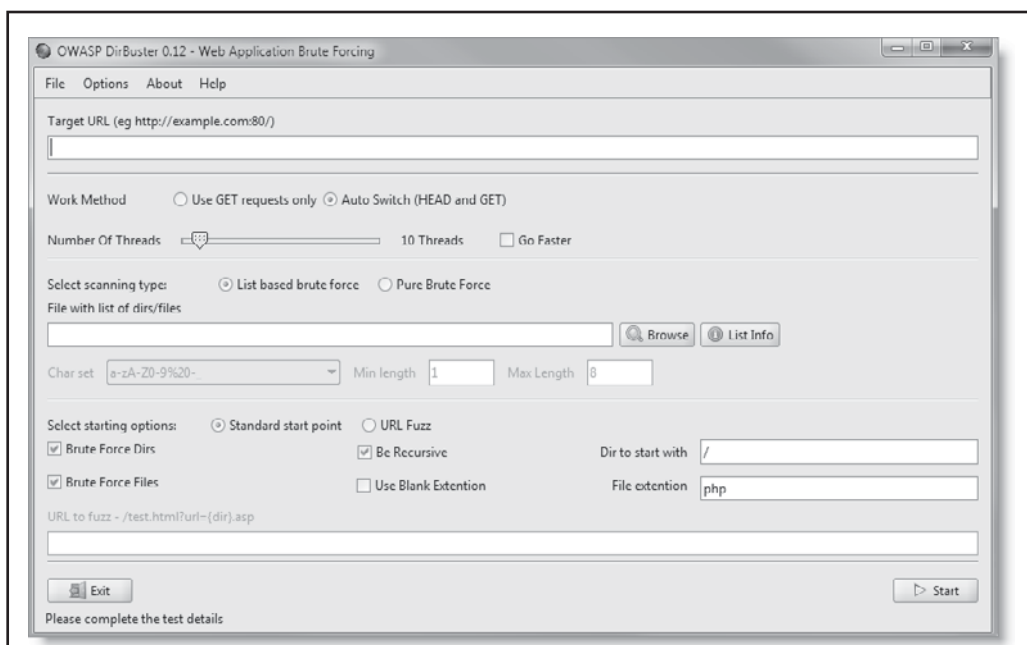 OWASP DirBuster 0.12 - Web Application Brute Forcing
File Options About Help
Target URL (eg http://example.com:80/)
Work Method Use GET requests only Auto Switch (HEAD and GET)
Number Of Threads 10 Threads Go Faster
Select scanning type: List based brute force Pure Brute Force
File with list of dirs/files
Browse List Info
Char set a-zA-Z0-9%20-_ Min length 1 Max Length 8
Select starting options: Standard start point URL Fuzz
Brute Force Dirs Be Recursive Dir to start with /
Brute Force Files Use Blank Extention File extention php
URL to fuzz - /test.html?url={dir}.asp
Exit Start
Please complete the test details